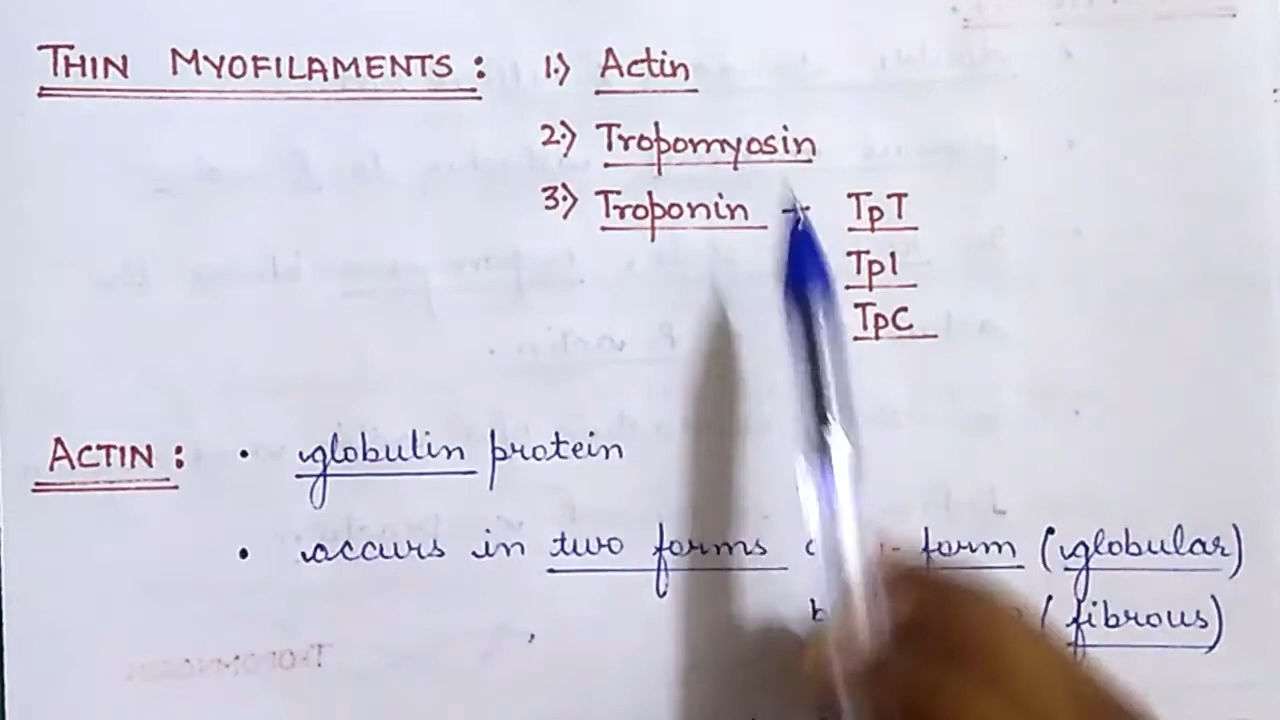 THIN MYOFILAMENTS : 1.) Actin
2.) Tropomyosin
3.) Troponin TpT
TpI
TpC
ACTIN : • globulin protein
• occurs in two forms form (globular)
(fibrous)
TROPOMYOSIN